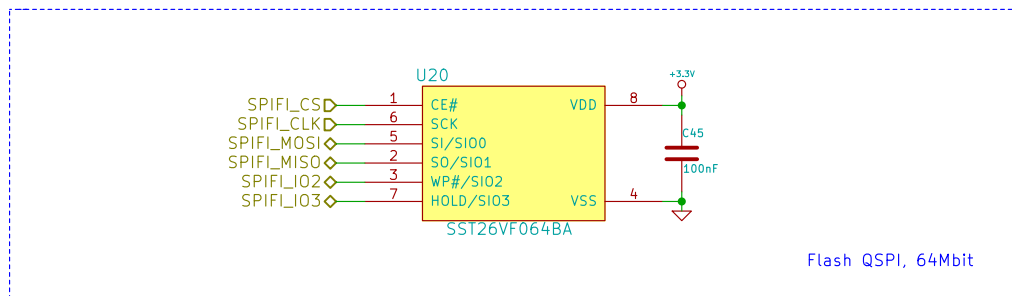 U20
+3.3V
SPIFI_CS 1 CE# VDD 8
SPIFI_CLK 6 SCK
C45
SPIFI_MOSI 5 SI/SIO0
SPIFI_MISO 2 SO/SIO1
100nF
SPIFI_IO2 3 WP#/SIO2
SPIFI_IO3 7 HOLD/SIO3 VSS 4
SST26VF064BA
Flash QSPI, 64Mbit